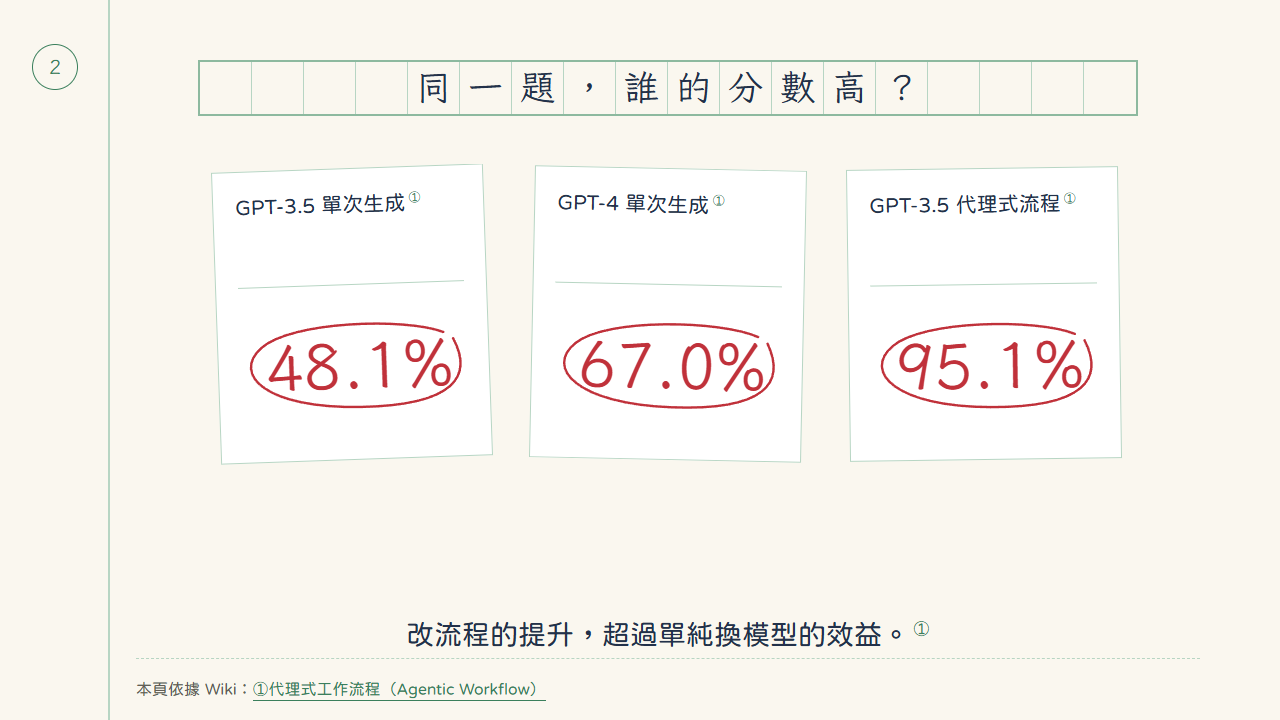 2
同一題，誰的分數高？
GPT-3.5 單次生成①
48.1%
GPT-4 單次生成①
67.0%
GPT-3.5 代理式流程①
95.1%
改流程的提升，超過單純換模型的效益。①
本頁依據 Wiki：①代理式工作流程（Agentic Workflow）